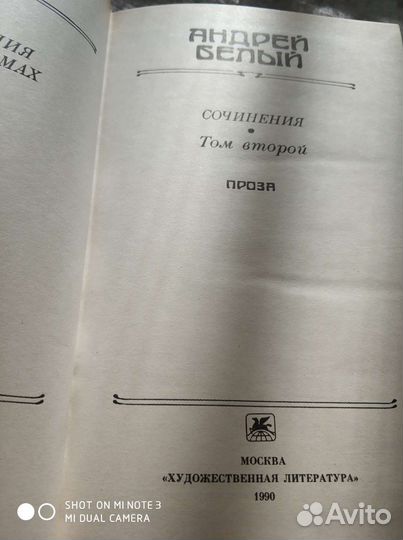 НИЯ
МАХ
АНДРЕЙ
БЕЛЫЙ
СОЧИНЕНИЯ
Том второй
ПРОЗА
МОСКВА
«ХУДОЖЕСТВЕННАЯ ЛИТЕРАТУРА»
1990
SHOT ON MI NOTE 3
MI DUAL CAMERA
Avito